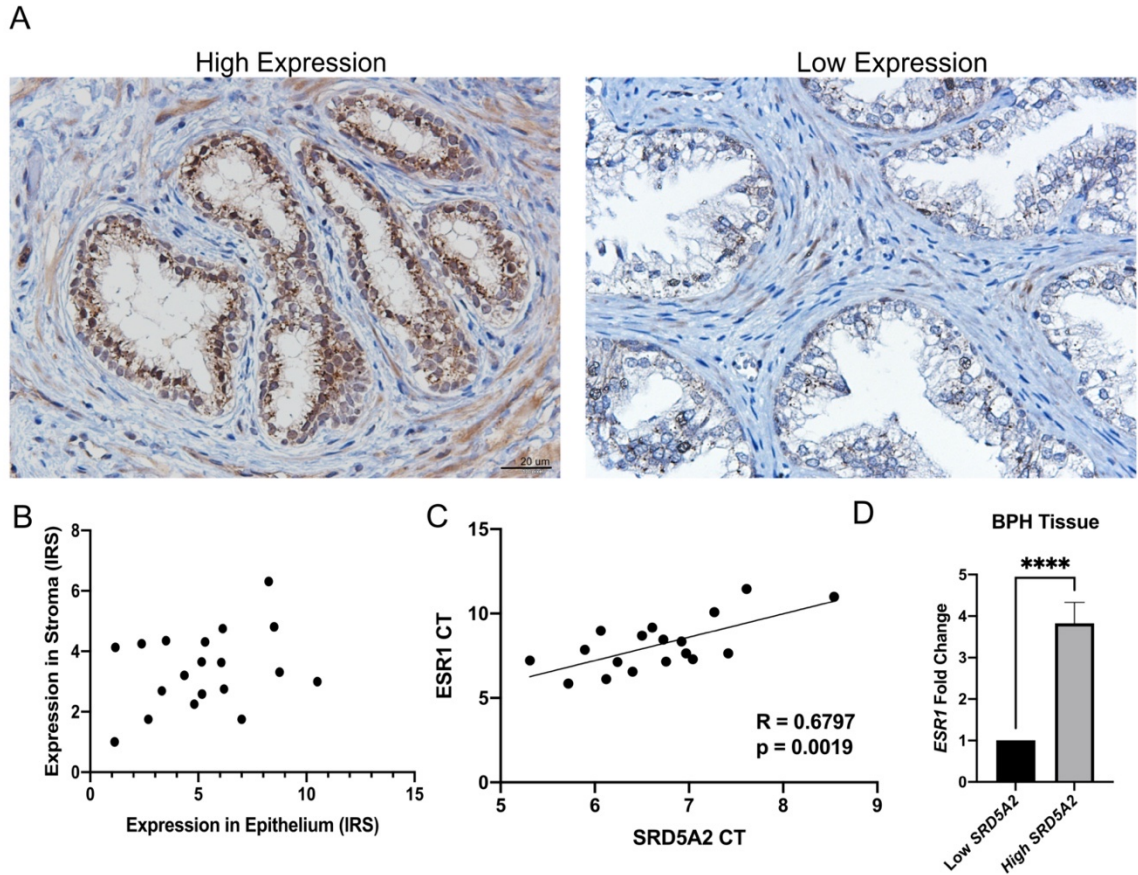 A
High Expression
Low Expression
20 um
B
Expression in Stroma (IRS)
8
6
4
2
0
0
5
10
15
Expression in Epithelium (IRS)
C
ESR1 CT
15
10
5
0
5
6
7
8
9
R = 0.6797
p = 0.0019
SRD5A2 CT
D
BPH Tissue
****
ESR1 Fold Change
5
4
3
2
1
0
Low SRD5A2
High SRD5A2